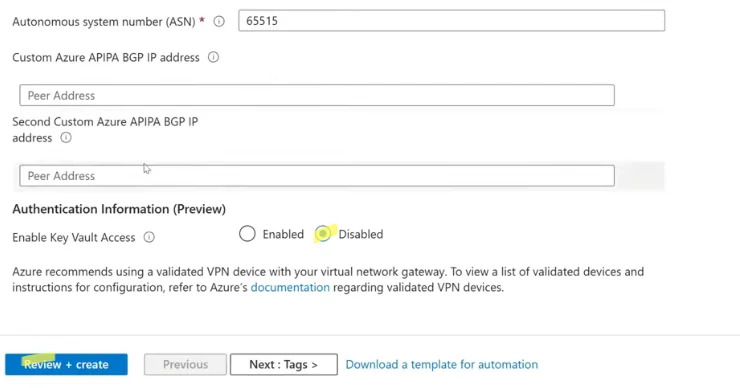 Autonomous system number (ASN) *
65515
Custom Azure APIPA BGP IP address
Peer Address
Second Custom Azure APIPA BGP IP
address
Peer Address
Authentication Information (Preview)
Enable Key Vault Access
Enabled
Disabled
Azure recommends using a validated VPN device with your virtual network gateway. To view a list of validated devices and
instructions for configuration, refer to Azure's documentation regarding validated VPN devices.
Review + create
Previous
Next : Tags >
Download a template for automation